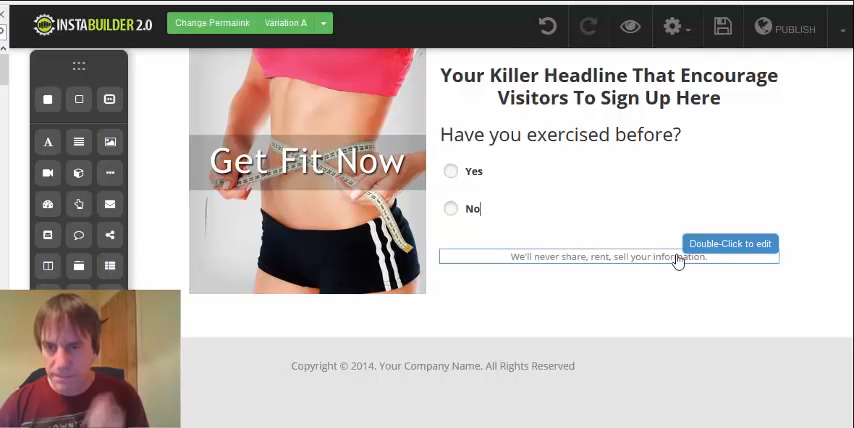 INSTABUILDER 2.0
Change Permalink
Variation A
PUBLISH
Your Killer Headline That Encourage
Visitors To Sign Up Here
Have you exercised before?
Get Fit Now
Yes
No
Double-Click to edit
We'll never share, rent, sell your information.
Copyright © 2014. Your Company Name. All Rights Reserved